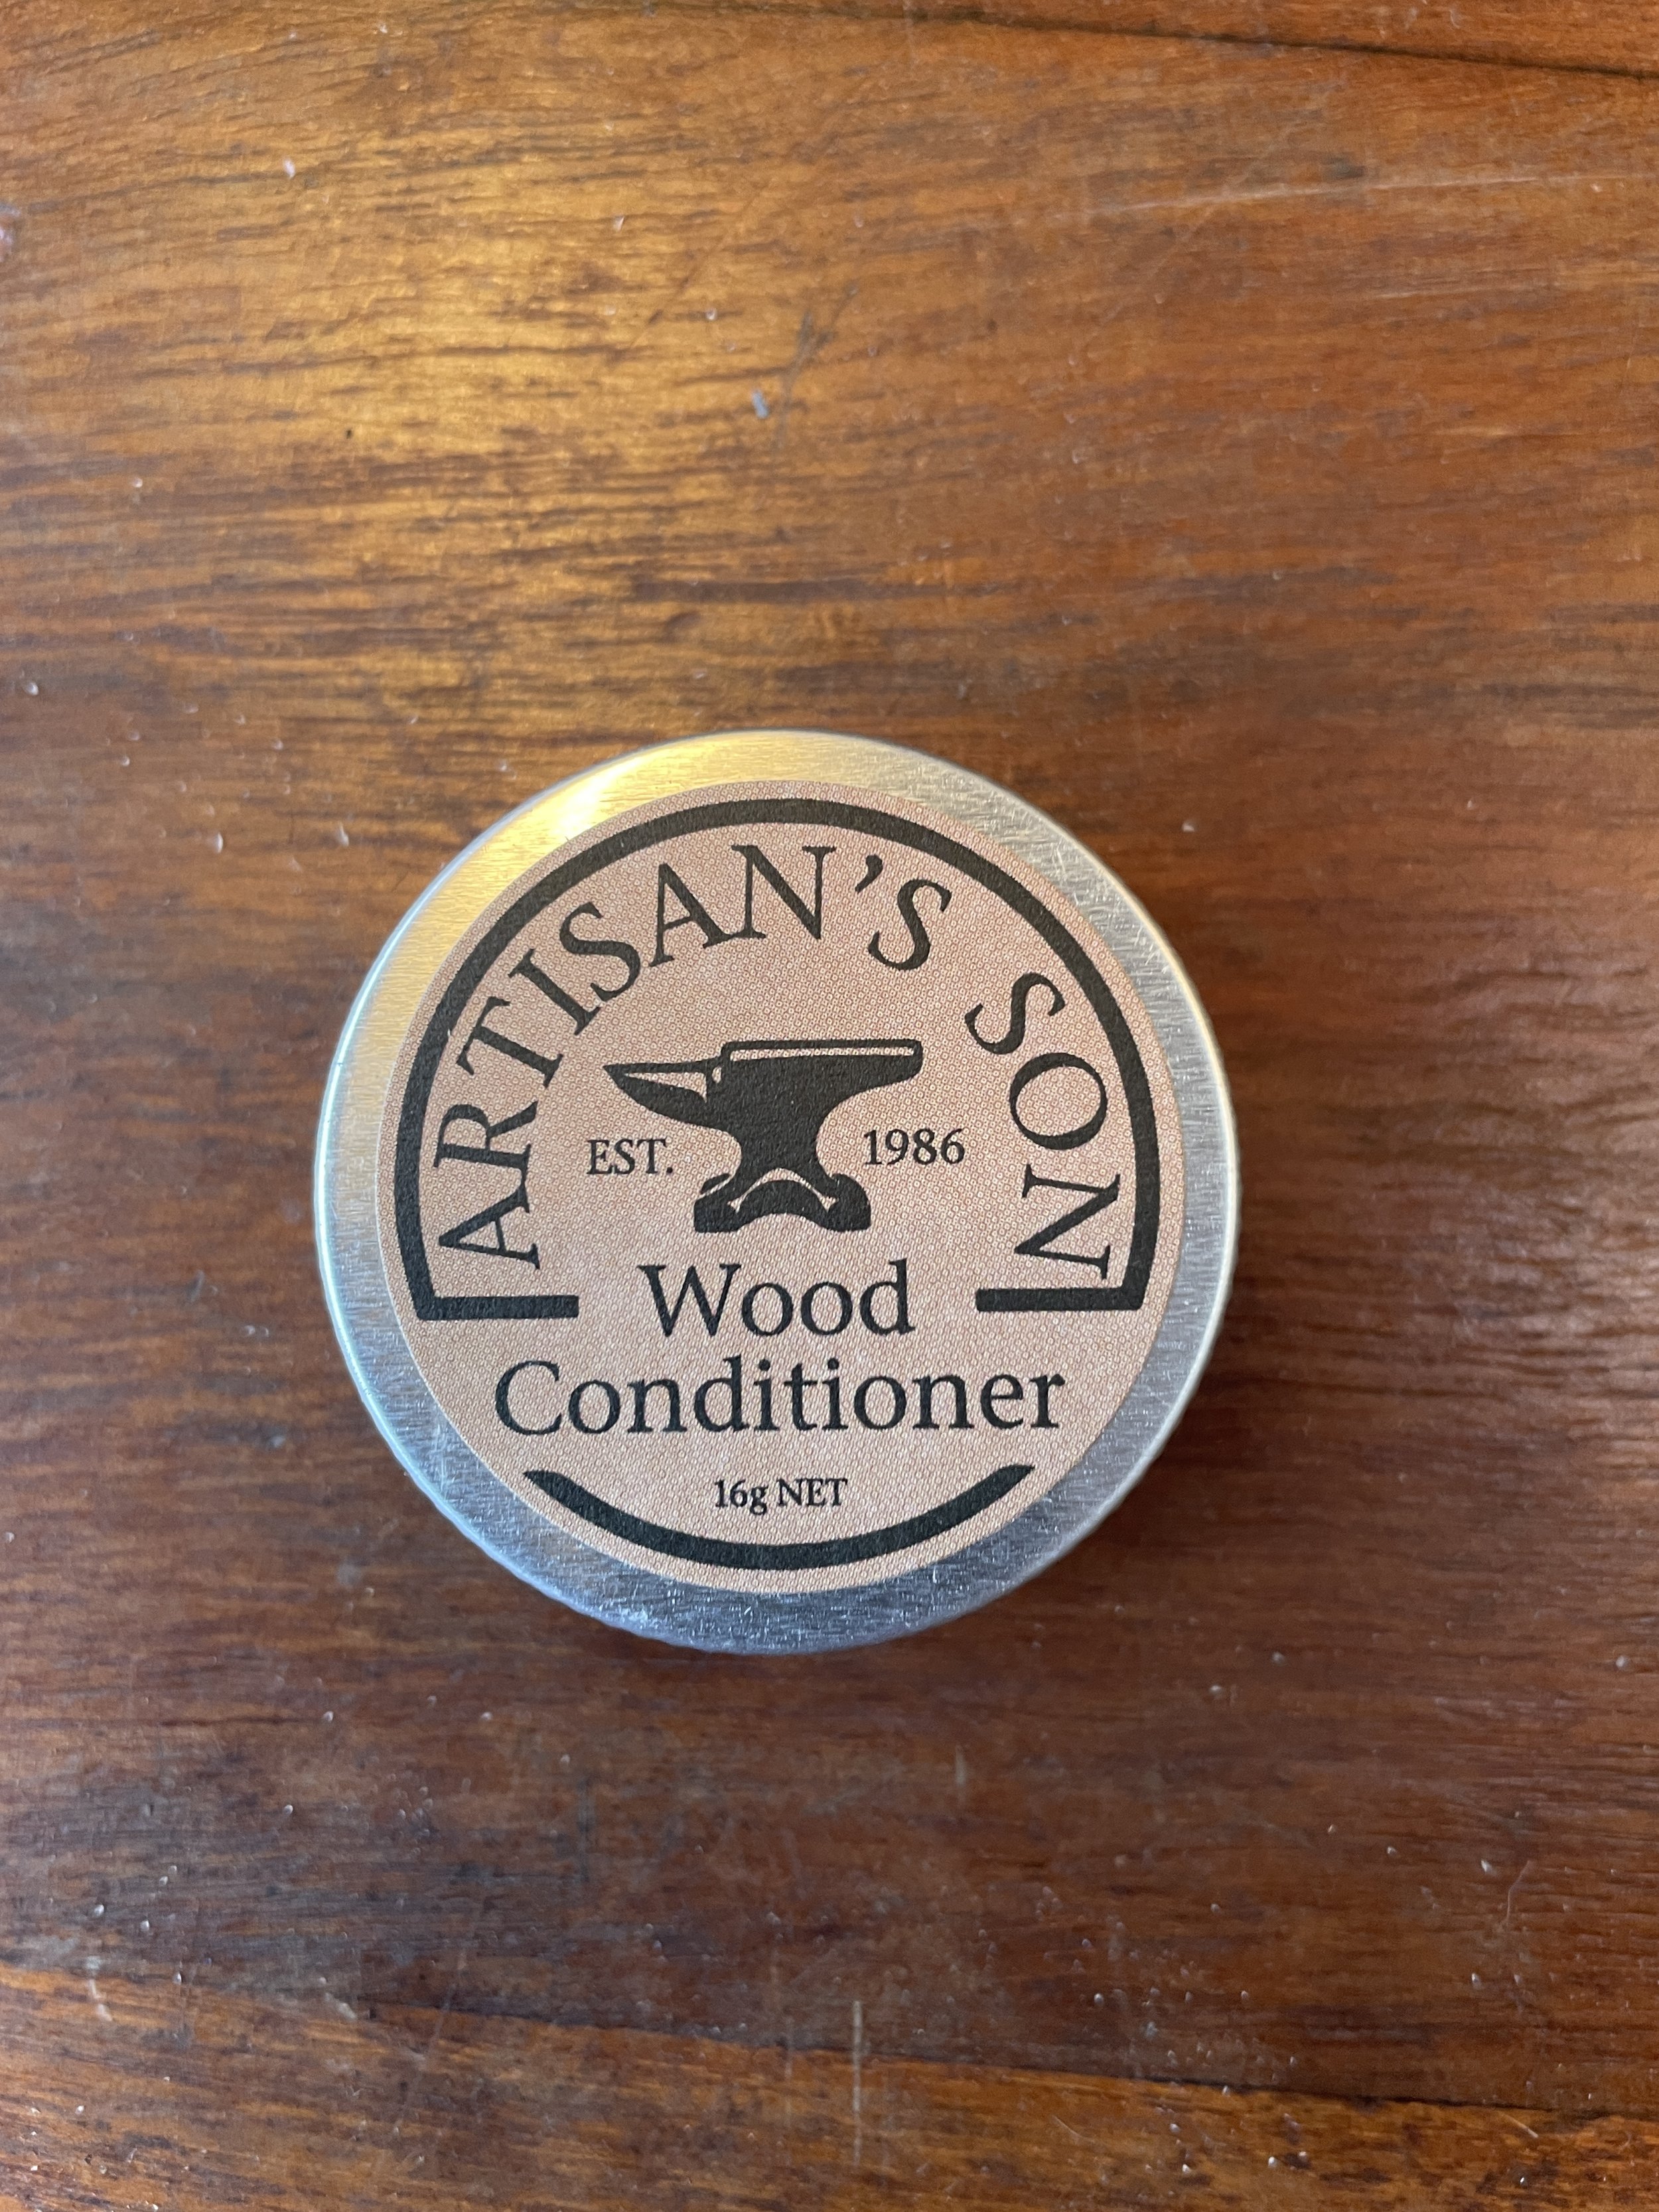 ARTISAN'S SON
EST. 1986
Wood
Conditioner
16g NET